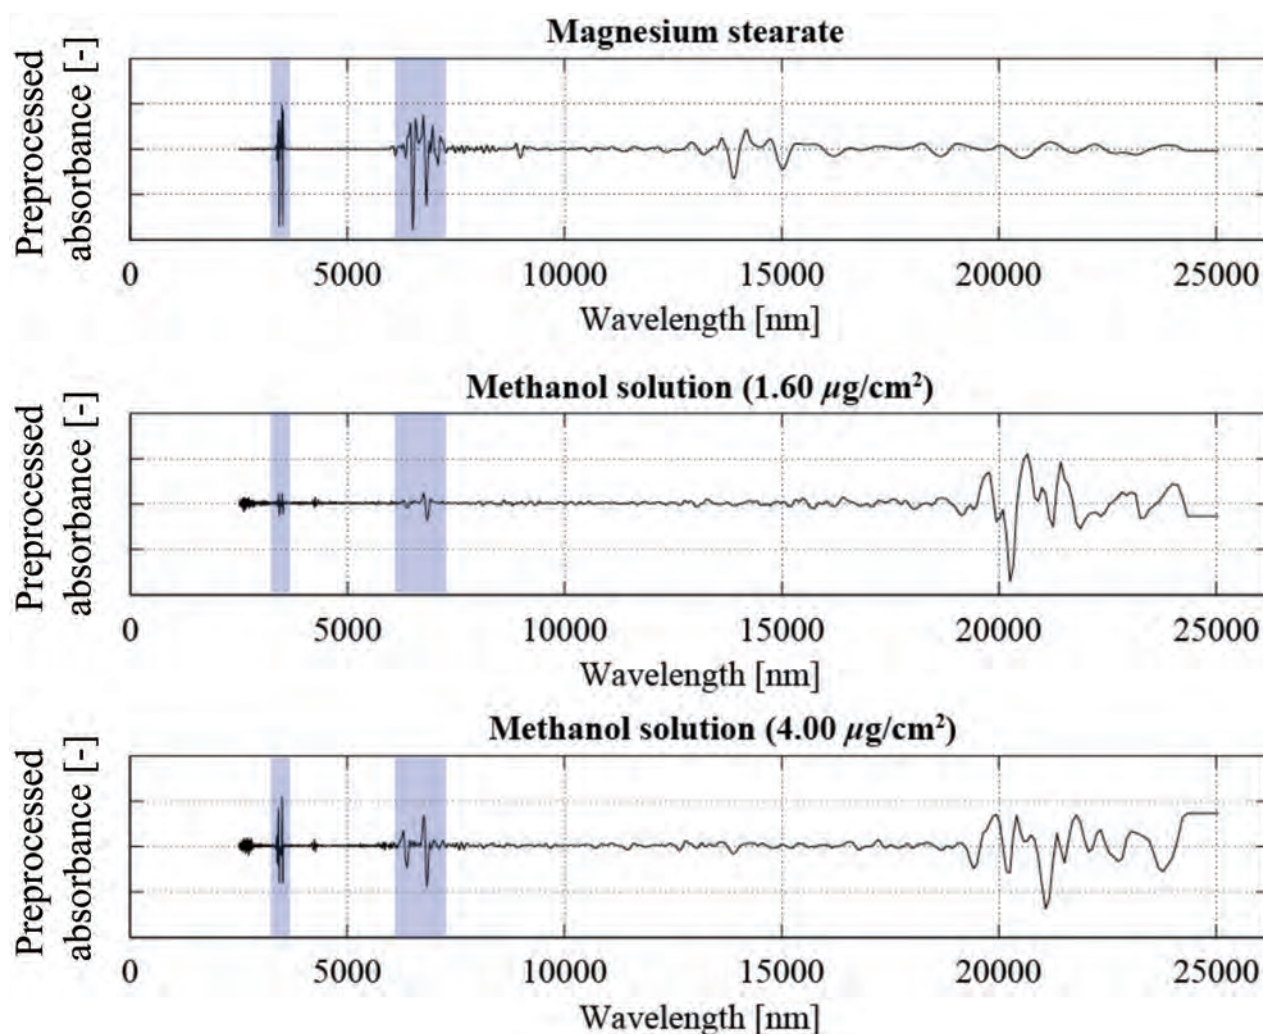 Magnesium stearate
Preprocesssed
absorbance [-]
0 5000 10000 15000 20000 25000
Wavelength [nm]
Methanol solution (1.60 μg/cm²)
Preprocessed
absorbance [-]
0 5000 10000 15000 20000 25000
Wavelength [nm]
Methanol solution (4.00 μg/cm²)
Preprocessed
absorbance [-]
0 5000 10000 15000 20000 25000
Wavelength [nm]